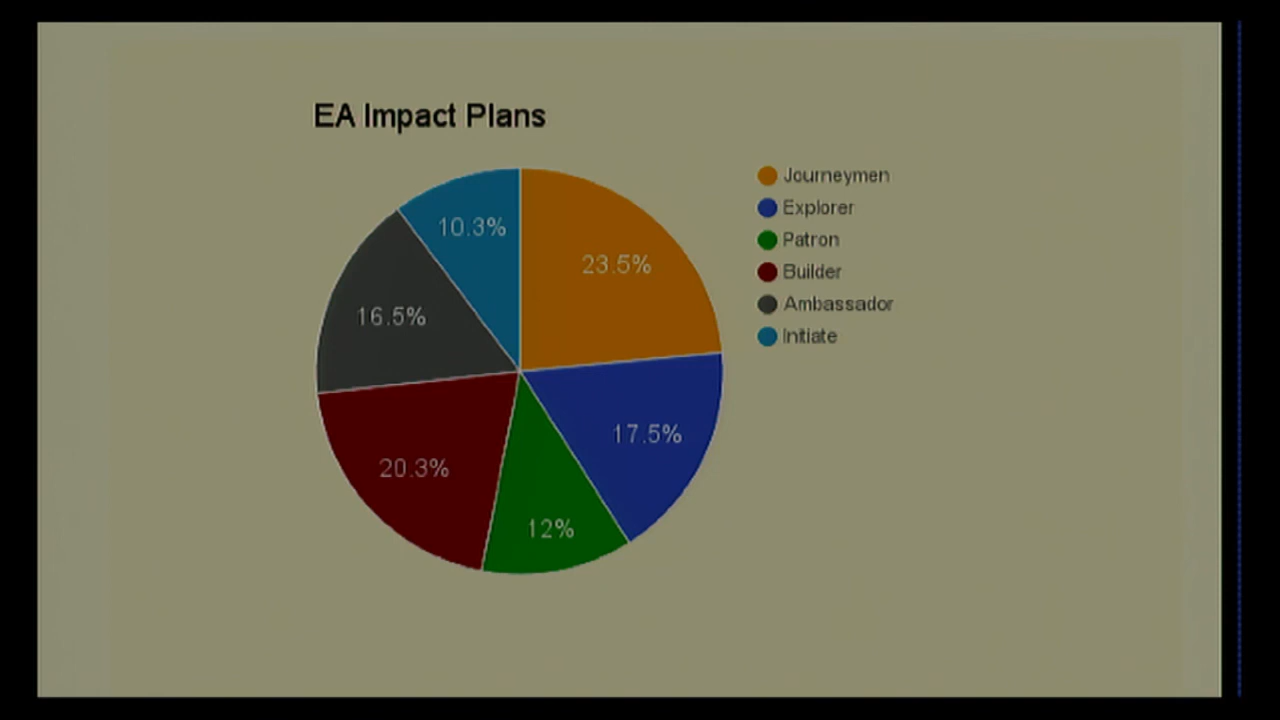 EA Impact Plans
Journeymen
Explorer
Patron
Builder
Ambassador
Initiate
10.3%
23.5%
16.5%
17.5%
20.3%
12%